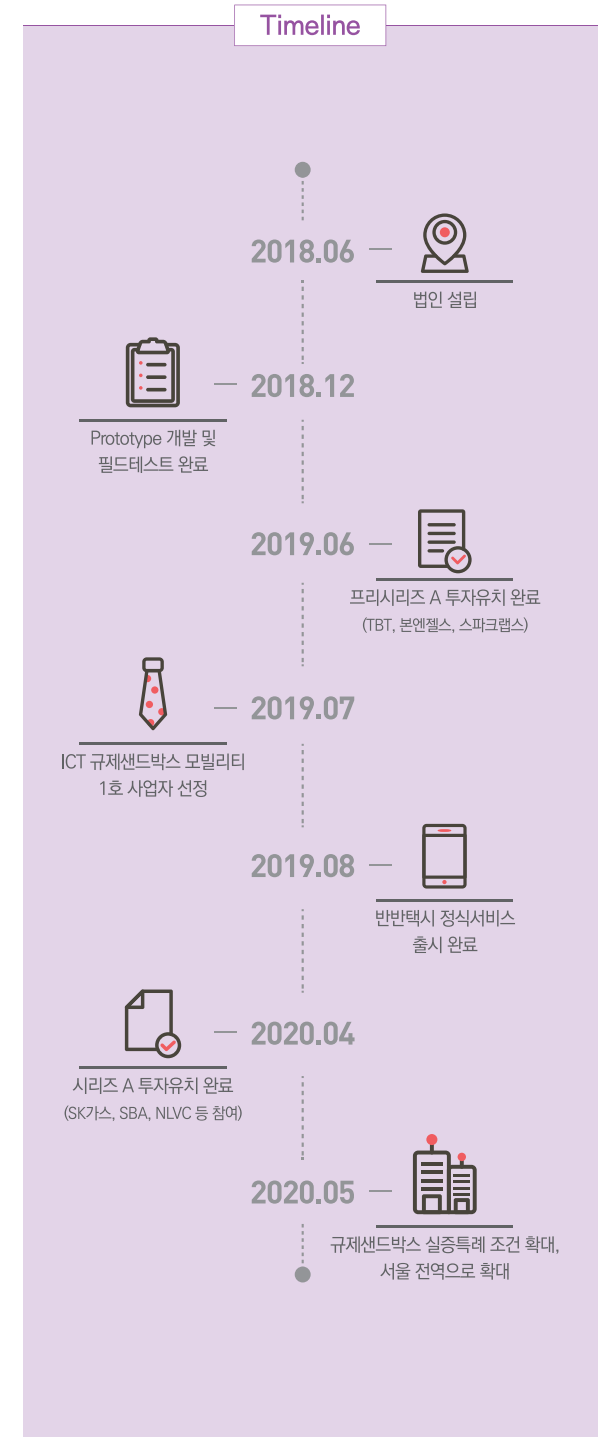 Timeline
2018.06
법인 설립
2018.12
Prototype 개발 및
필드테스트 완료
2019.06
프리시리즈 A 투자유치 완료
(TBT, 본엔젤스, 스파크랩스)
2019.07
ICT 규제샌드박스 모빌리티
1호 사업자 선정
2019.08
반반택시 정식서비스
출시 완료
2020.04
시리즈 A 투자유치 완료
(SK가스, SBA, NLVC 등 참여)
2020.05
규제샌드박스 실증특례 조건 확대,
서울 전역으로 확대